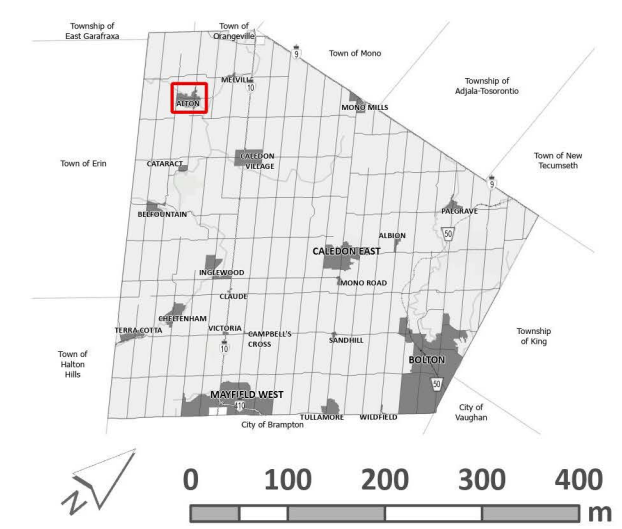 Township of
East Garafraxa
Town of
Orangeville
9
Town of Mono
MELVILLE
10
Township of
Adjala-Tosorontio
ALTON
MONO MILLS
Town of Erin
CATARACT
CALEDON
VILLAGE
Town of New
Tecumseth
9
BELFOUNTAIN
PALGRAVE
50
ALBION
CALEDON EAST
INGLEWOOD
MONO ROAD
CLAUDE
CHELTENHAM
TERRA COTTA
VICTORIA
CAMPBELL'S
CROSS
10
SANDHILL
Township
of King
Town of
Halton
Hills
BOLTON
50
MAYFIELD WEST
410
City of
Vaughan
TULLAMORE
WILDFIELD
City of Brampton
N
0 100 200 300 400
m